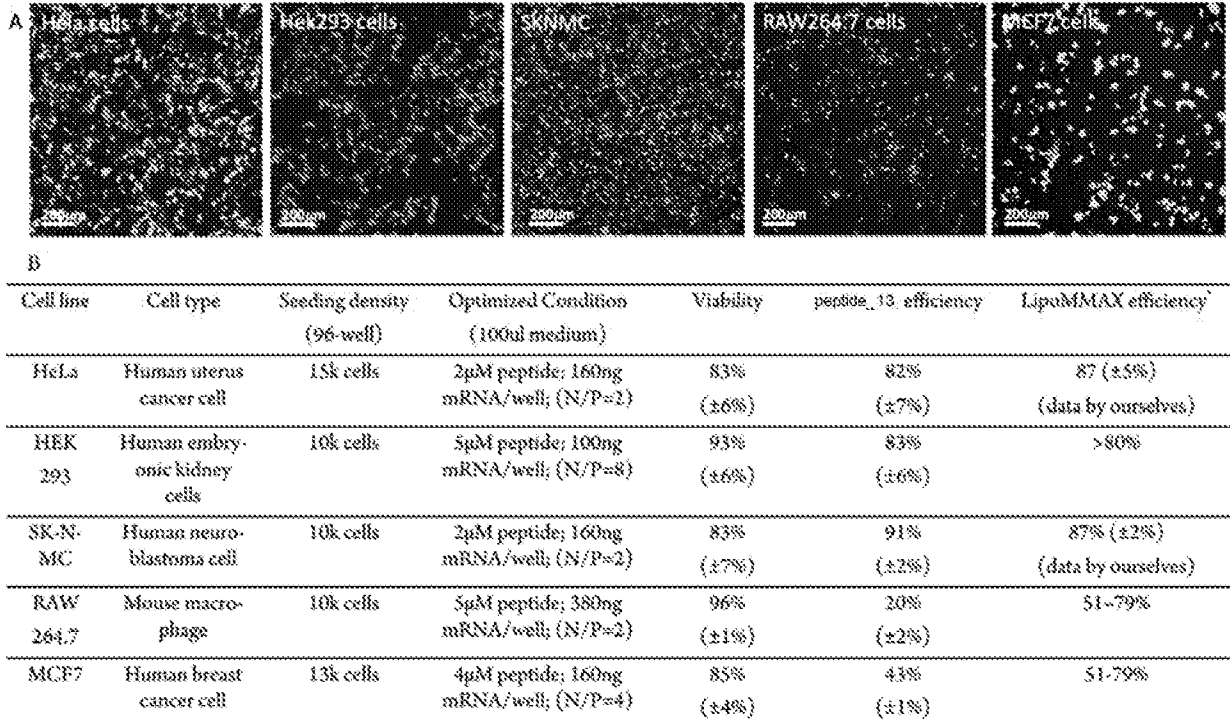 A
Hela cells
Hek293 cells
SKNMC
RAW264.7 cells
MCF7 cells
200µm
200µm
200µm
200µm
200µm
B
Cell line Cell type Seeding density Optimized Condition Viability peptide_13 efficiency LipoMMAX efficiency`
(96-well) (100ul medium)
HeLa Human uterus 15k cells 2µM peptide; 160ng 83% 82% 87 (±5%)
cancer cell mRNA/well; (N/P=2) (±6%) (±7%) (data by ourselves)
HEK Human embry- 10k cells 5µM peptide; 100ng 93% 83% >80%
293 onic kidney mRNA/well; (N/P=8) (±6%) (±6%)
cells
SK-N- Human neuro- 10k cells 2µM peptide; 160ng 83% 91% 87% (±2%)
MC blastoma cell mRNA/well; (N/P=2) (±7%) (±2%) (data by ourselves)
RAW Mouse macro- 10k cells 5µM peptide; 380ng 96% 20% 51~79%
264.7 phage mRNA/well; (N/P=2) (±1%) (±2%)
MCF7 Human breast 13k cells 4µM peptide; 160ng 85% 43% 51-79%
cancer cell mRNA/well; (N/P=4) (±4%) (±1%)